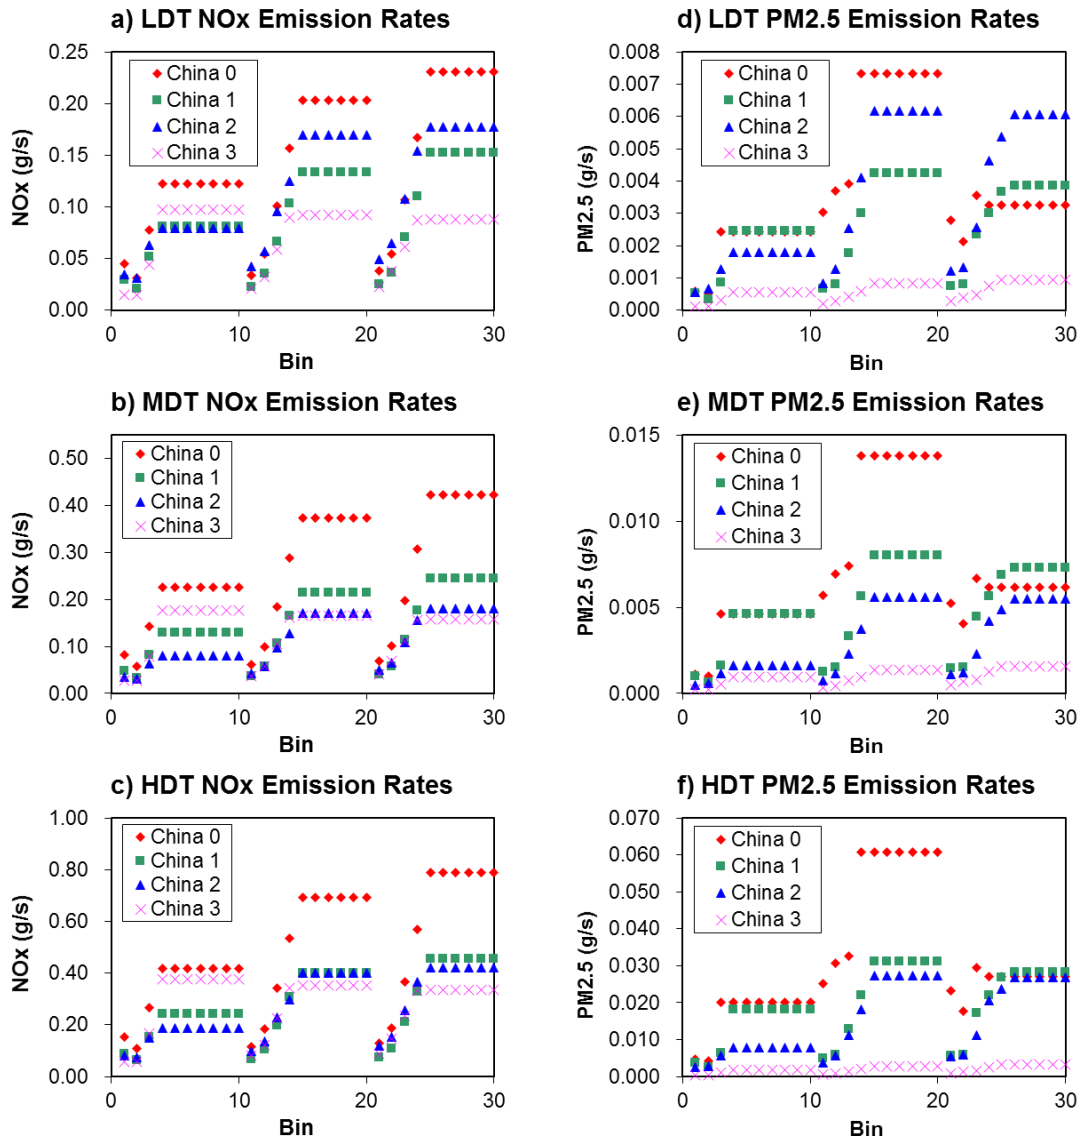 a) LDT NOx Emission Rates
NOx (g/s)
0.25
0.20
0.15
0.10
0.05
0.00
China 0
China 1
China 2
China 3
0 10 20 30
Bin
d) LDT PM2.5 Emission Rates
PM2.5 (g/s)
0.008
0.007
0.006
0.005
0.004
0.003
0.002
0.001
0.000
China 0
China 1
China 2
China 3
0 10 20 30
Bin
b) MDT NOx Emission Rates
NOx (g/s)
0.50
0.40
0.30
0.20
0.10
0.00
China 0
China 1
China 2
China 3
0 10 20 30
Bin
e) MDT PM2.5 Emission Rates
PM2.5 (g/s)
0.015
0.010
0.005
0.000
China 0
China 1
China 2
China 3
0 10 20 30
Bin
c) HDT NOx Emission Rates
NOx (g/s)
1.00
0.80
0.60
0.40
0.20
0.00
China 0
China 1
China 2
China 3
0 10 20 30
Bin
f) HDT PM2.5 Emission Rates
PM2.5 (g/s)
0.070
0.060
0.050
0.040
0.030
0.020
0.010
0.000
China 0
China 1
China 2
China 3
0 10 20 30
Bin